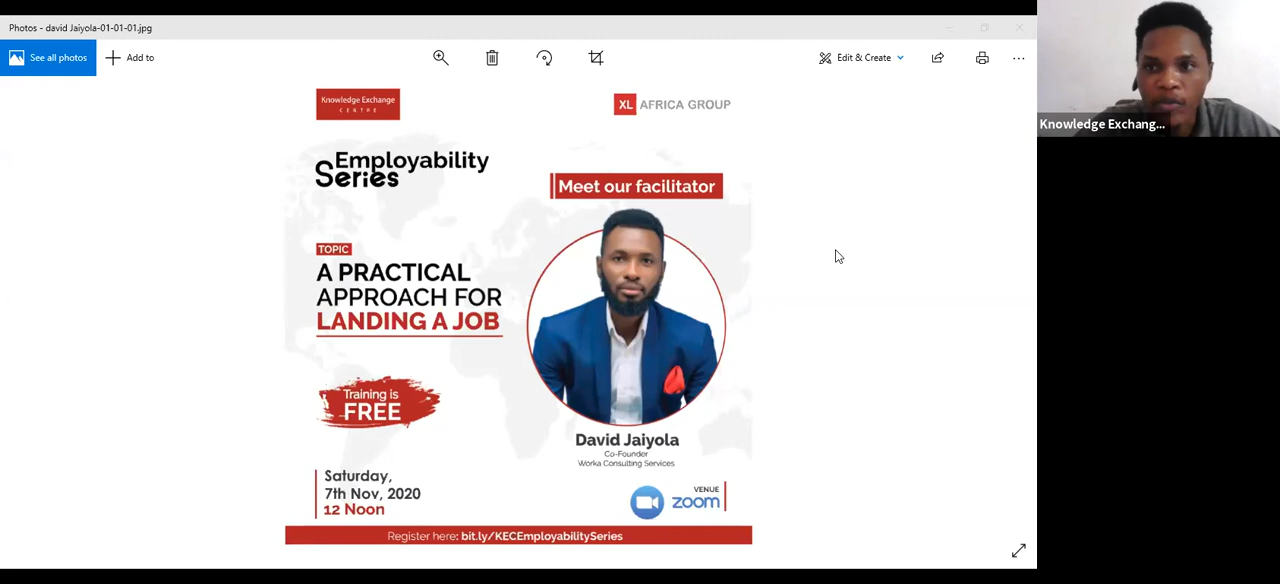 Photos - david Jaiyola-01-01-01.jpg
See all photos
Add to
Edit & Create
Knowledge Exchange
CENTRE
XL AFRICA GROUP
Employability
Series
Meet our facilitator
TOPIC
A PRACTICAL
APPROACH FOR
LANDING A JOB
Training is
FREE
David Jaiyola
Co-Founder
Worka Consulting Services
Saturday,
7th Nov, 2020
12 Noon
VENUE
zoom
Register here: bit.ly/KECEmployabilitySeries
Knowledge Exchang...